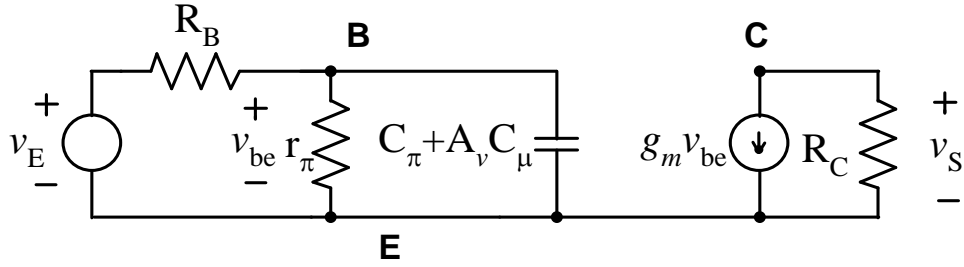 R_B
B
C
+
+
+
v_E
v_be
r_π
C_π+A_vC_μ
g_mv_be
R_C
v_S
−
−
−
E